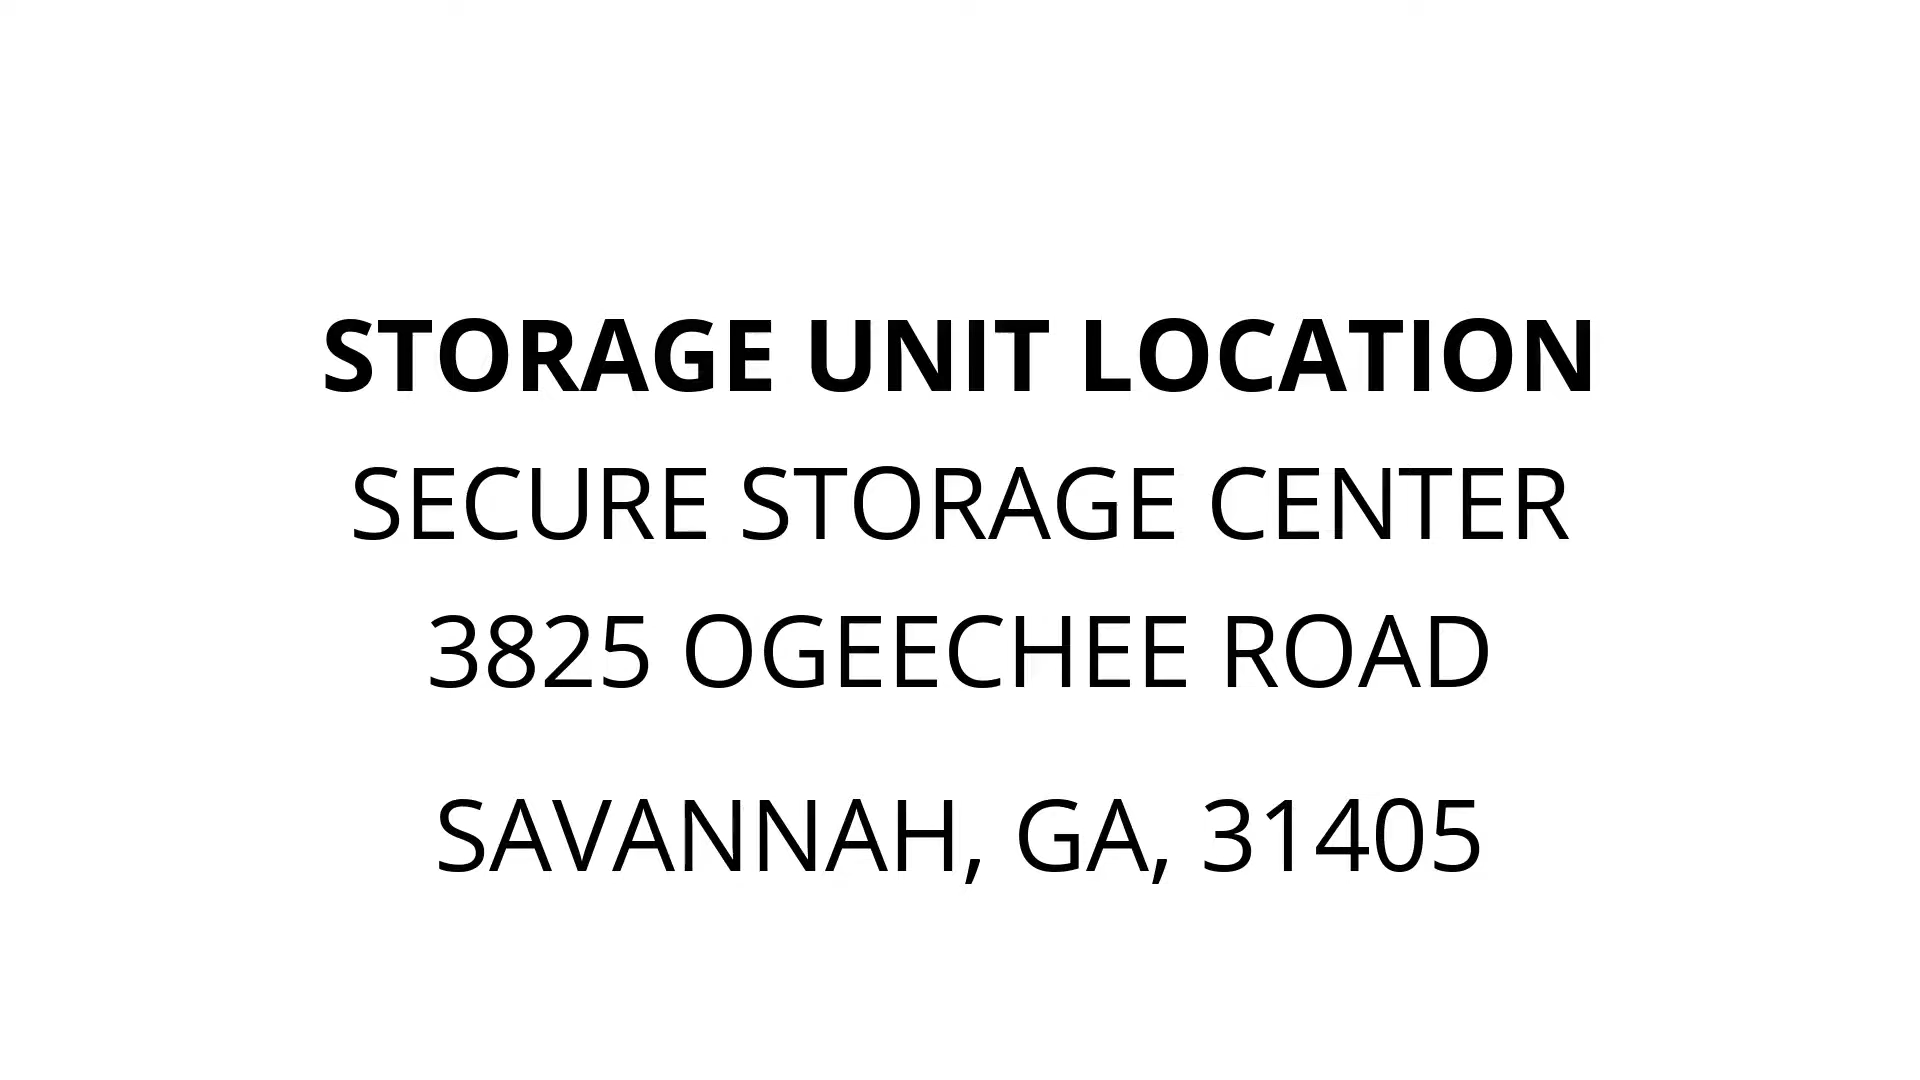 STORAGE UNIT LOCATION
SECURE STORAGE CENTER
3825 OGEECHEE ROAD
SAVANNAH, GA, 31405